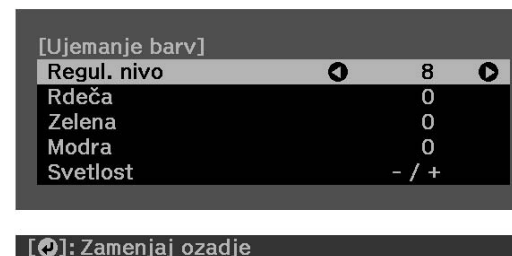 [Ujemanje barv]
Regul. nivo 8
Rdeča 0
Zelena 0
Modra 0
Svetlost - / +
[↵]: Zamenjaj ozadje